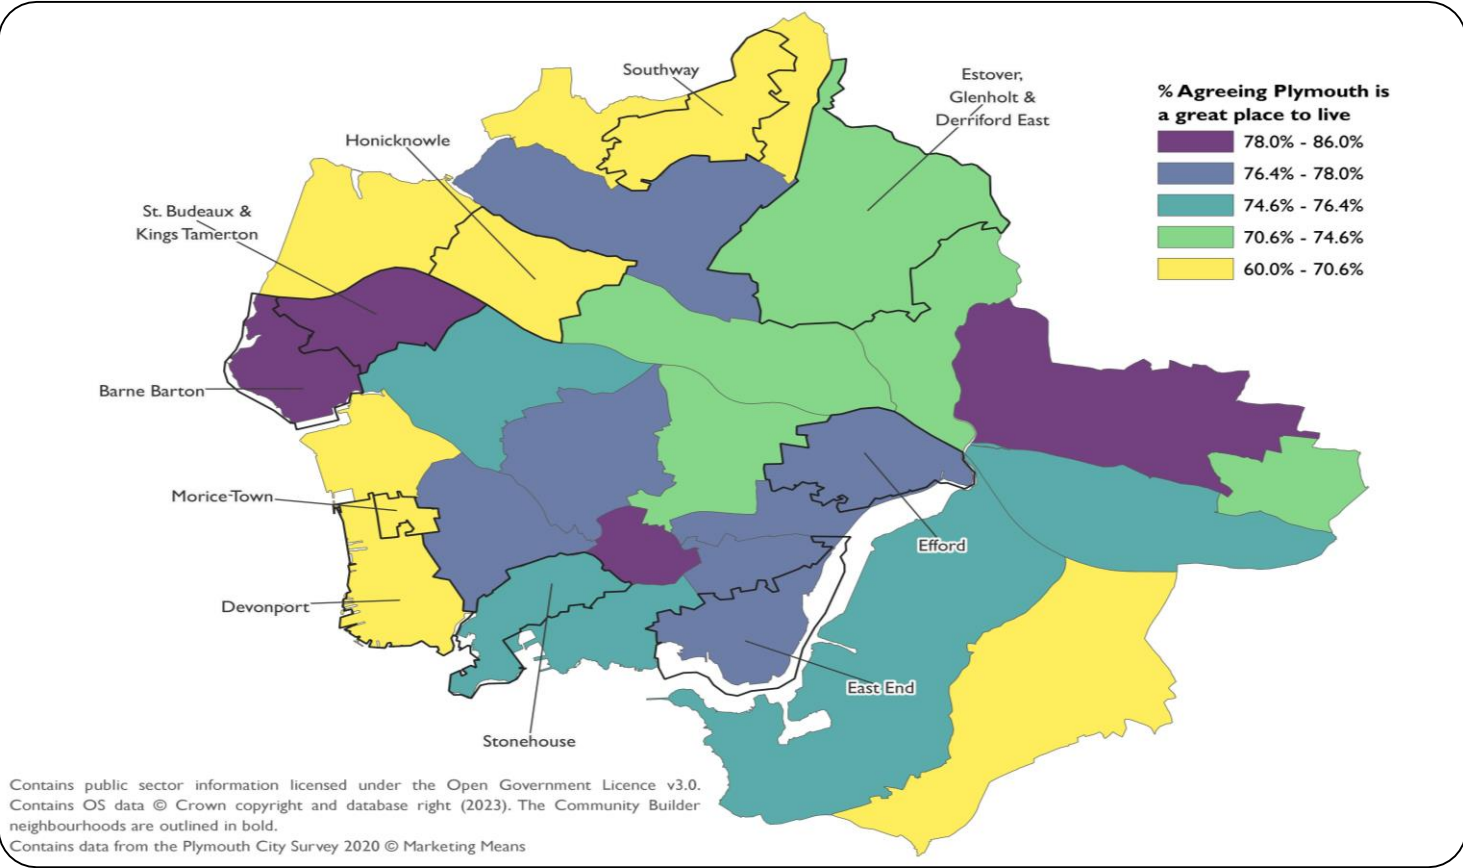 Southway
Estover,
Glenholt &
Derriford East
Honicknowle
St. Budeaux &
Kings Tamerton
Barne Barton
Morice Town
Devonport
Efford
East End
Stonehouse
% Agreeing Plymouth is
a great place to live
78.0% - 86.0%
76.4% - 78.0%
74.6% - 76.4%
70.6% - 74.6%
60.0% - 70.6%
Contains public sector information licensed under the Open Government Licence v3.0.
Contains OS data © Crown copyright and database right (2023). The Community Builder
neighbourhoods are outlined in bold.
Contains data from the Plymouth City Survey 2020 © Marketing Means